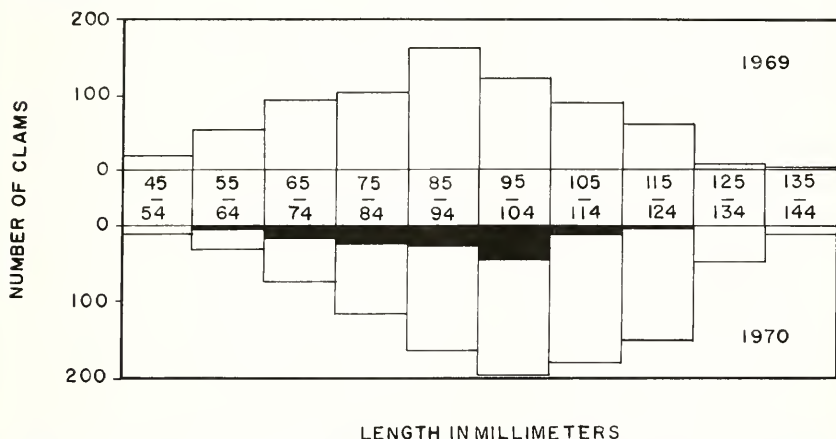 200
1969
100
0
NUMBER OF CLAMS
45 55 65 75 85 95 105 115 125 135
— — — — — — — — — —
54 64 74 84 94 104 114 124 134 144
0
100
1970
200
LENGTH IN MILLIMETERS